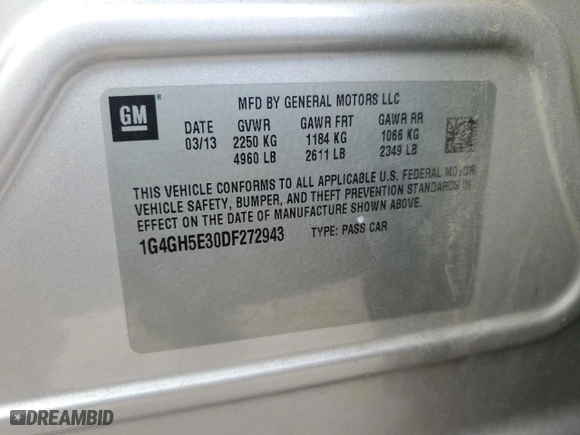 GM ®
MFD BY GENERAL MOTORS LLC
DATE GVWR GAWR FRT GAWR RR
03/13 2250 KG 1184 KG 1066 KG
4960 LB 2611 LB 2349 LB
THIS VEHICLE CONFORMS TO ALL APPLICABLE U.S. FEDERAL MOTOR
VEHICLE SAFETY, BUMPER, AND THEFT PREVENTION STANDARDS IN
EFFECT ON THE DATE OF MANUFACTURE SHOWN ABOVE.
1G4GH5E30DF272943 TYPE: PASS CAR
DREAMBID